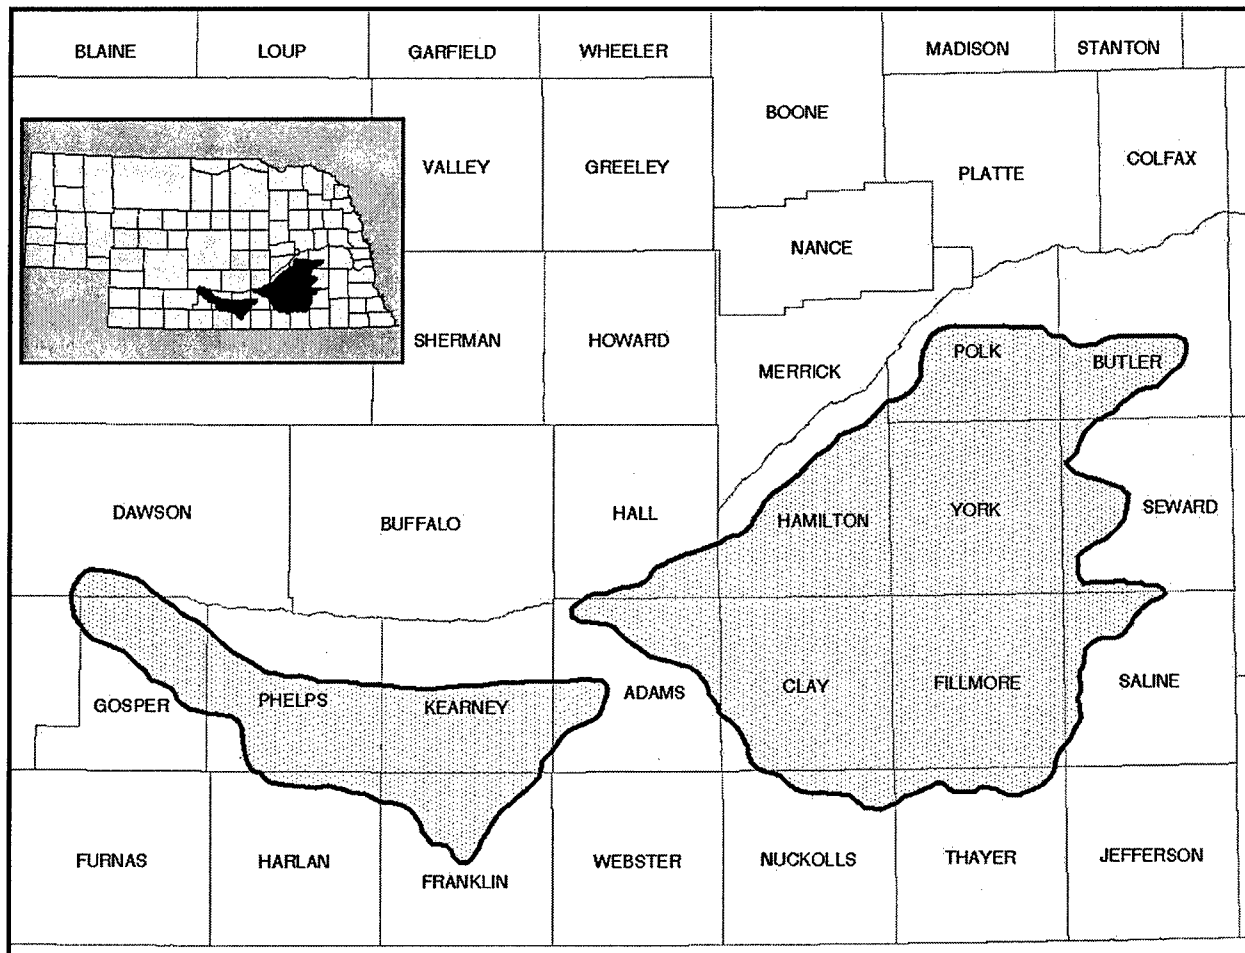 BLAINE
LOUP
GARFIELD
WHEELER
MADISON
STANTON
BOONE
VALLEY
GREELEY
PLATTE
COLFAX
NANCE
SHERMAN
HOWARD
MERRICK
POLK
BUTLER
DAWSON
BUFFALO
HALL
HAMILTON
YORK
SEWARD
GOSPER
PHELPS
KEARNEY
ADAMS
CLAY
FILLMORE
SALINE
FURNAS
HARLAN
FRANKLIN
WEBSTER
NUCKOLLS
THAYER
JEFFERSON